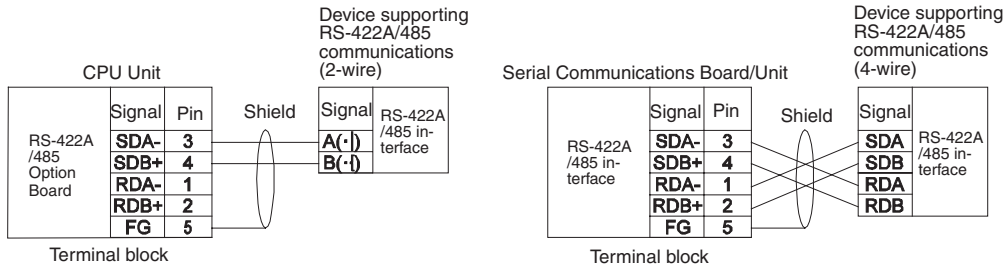 Device supporting
RS-422A/485
communications
(2-wire)
CPU Unit
Signal Pin
Shield
Signal
RS-422A
/485
Option
Board
SDA- 3
SDB+ 4
RDA- 1
RDB+ 2
FG 5
A(-)
B(+)
RS-422A
/485 in-
terface
Terminal block
Device supporting
RS-422A/485
communications
(4-wire)
Serial Communications Board/Unit
Signal Pin
Shield
Signal
RS-422A
/485 in-
terface
SDA- 3
SDB+ 4
RDA- 1
RDB+ 2
FG 5
SDA
SDB
RDA
RDB
RS-422A
/485 in-
terface
Terminal block